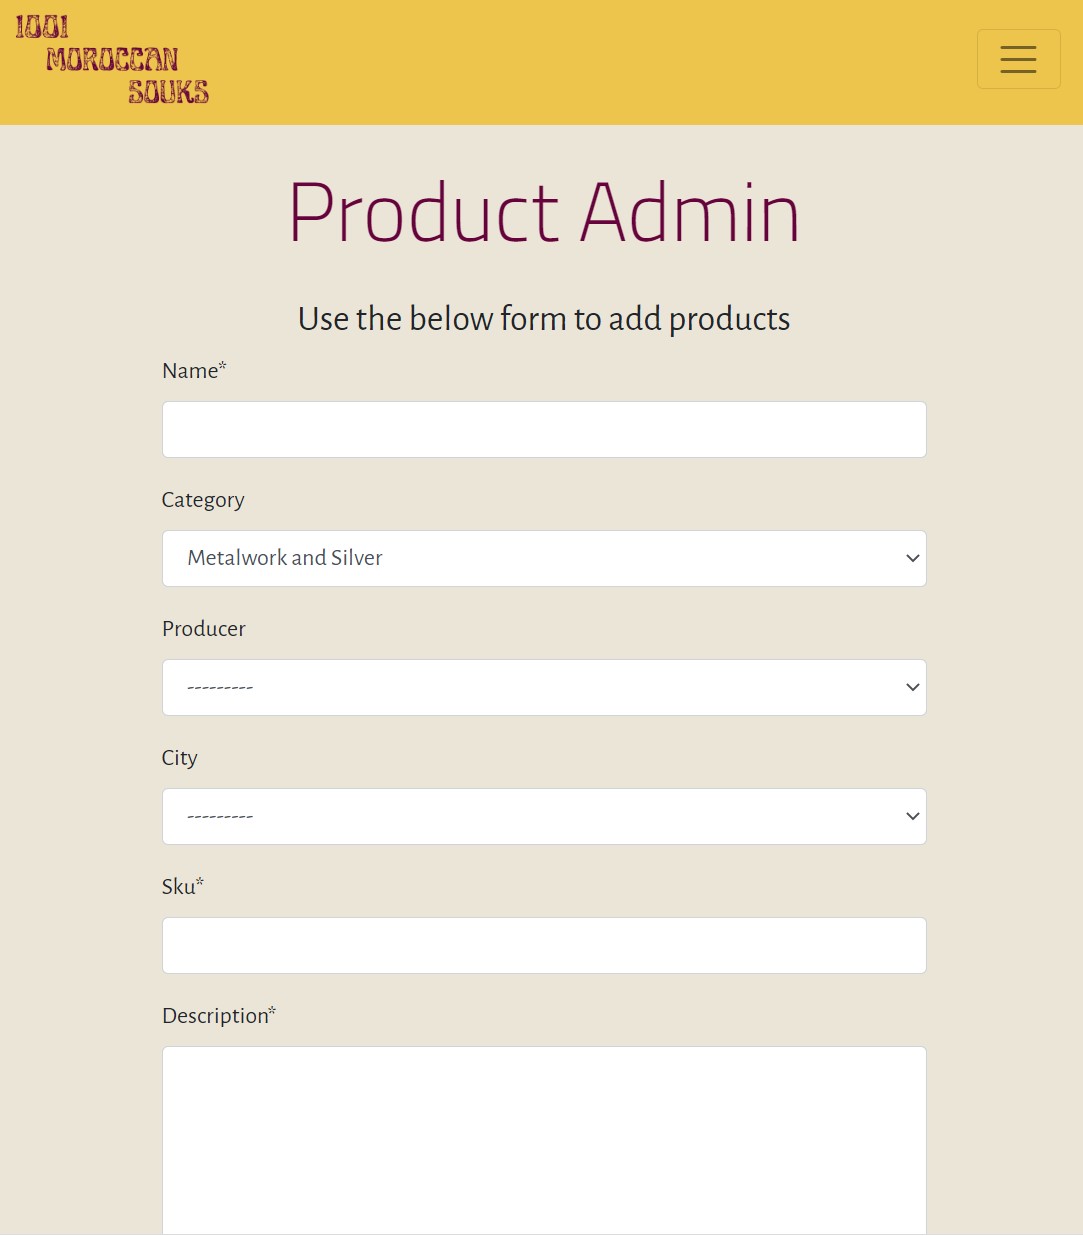 1001
MOROCCAN
SOUKS
Product Admin
Use the below form to add products
Name*
Category
Metalwork and Silver
Producer
---------
City
---------
Sku*
Description*